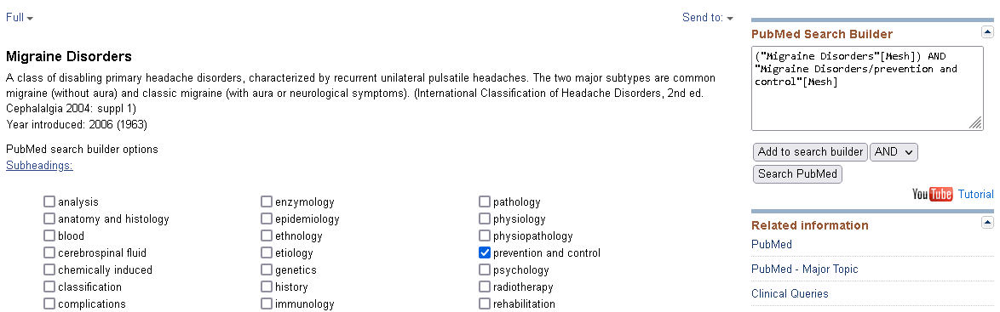 Full
Send to:
Migraine Disorders
A class of disabling primary headache disorders, characterized by recurrent unilateral pulsatile headaches. The two major subtypes are common
migraine (without aura) and classic migraine (with aura or neurological symptoms). (International Classification of Headache Disorders, 2nd ed.
Cephalalgia 2004: suppl 1)
Year introduced: 2006 (1963)
PubMed search builder options
Subheadings:
analysis
anatomy and histology
blood
cerebrospinal fluid
chemically induced
classification
complications
enzymology
epidemiology
ethnology
etiology
genetics
history
immunology
pathology
physiology
physiopathology
prevention and control
psychology
radiotherapy
rehabilitation
PubMed Search Builder
("Migraine Disorders"[Mesh]) AND
"Migraine Disorders/prevention and
control"[Mesh]
Add to search builder AND
Search PubMed
YouTube Tutorial
Related information
PubMed
PubMed - Major Topic
Clinical Queries